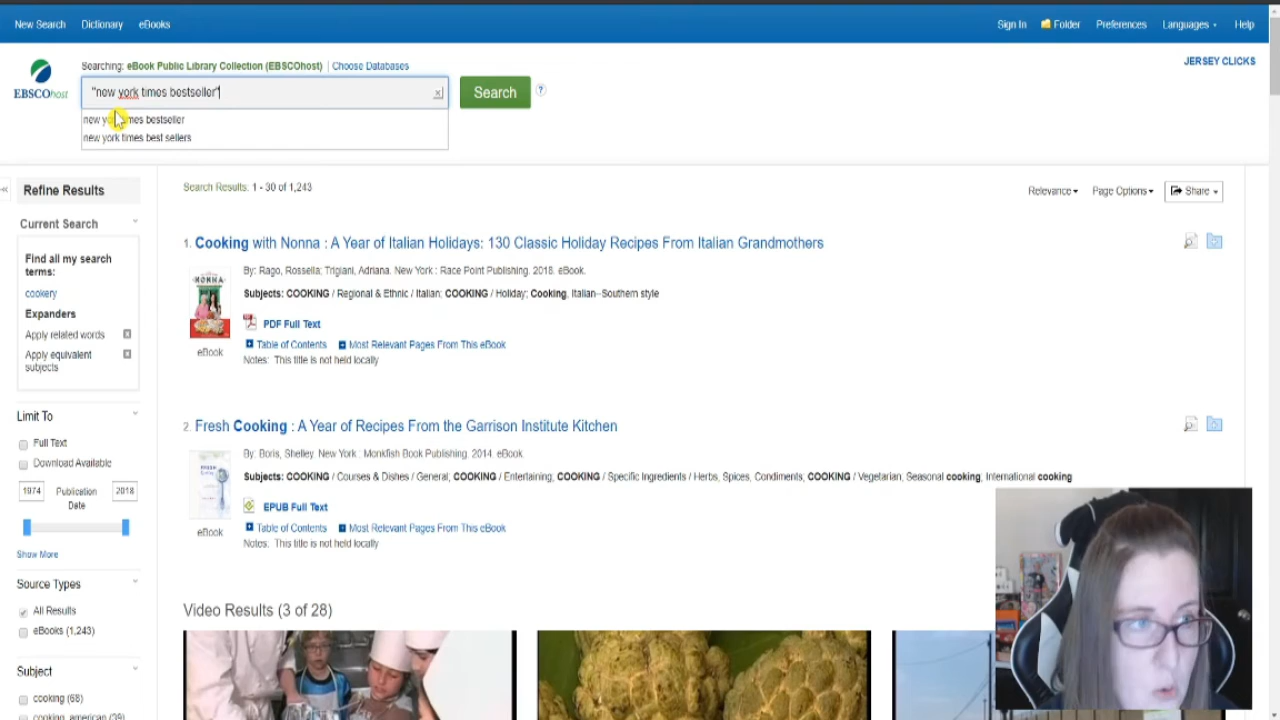 New Search Dictionary eBooks Sign In Folder Preferences Languages Help
Searching: eBook Public Library Collection (EBSCOhost) Choose Databases
JERSEY CLICKS
EBSCOhost
"new york times bestseller"
Search
new york times bestseller
new york times best sellers
Refine Results
Search Results: 1 - 30 of 1,243
Relevance Page Options Share
Current Search
Find all my search
terms:
cookery
Expanders
Apply related words
Apply equivalent
subjects
Limit To
Full Text
Download Available
1974 Publication 2018
Date
Show More
Source Types
All Results
eBooks (1,243)
Subject
cooking (68)
cooking, american (39)
1. Cooking with Nonna : A Year of Italian Holidays: 130 Classic Holiday Recipes From Italian Grandmothers
By: Rago, Rossella; Trigiani, Adriana. New York : Race Point Publishing. 2018. eBook.
Subjects: COOKING / Regional & Ethnic / Italian; COOKING / Holiday; Cooking, Italian--Southern style
NONNA
PDF Full Text
Table of Contents Most Relevant Pages From This eBook
eBook
Notes: This title is not held locally
2. Fresh Cooking : A Year of Recipes From the Garrison Institute Kitchen
By: Boris, Shelley. New York : Monkfish Book Publishing. 2014. eBook.
Subjects: COOKING / Courses & Dishes / General; COOKING / Entertaining; COOKING / Specific Ingredients / Herbs, Spices, Condiments; COOKING / Vegetarian, Seasonal cooking, International cooking
EPUB Full Text
Table of Contents Most Relevant Pages From This eBook
eBook
Notes: This title is not held locally
Video Results (3 of 28)